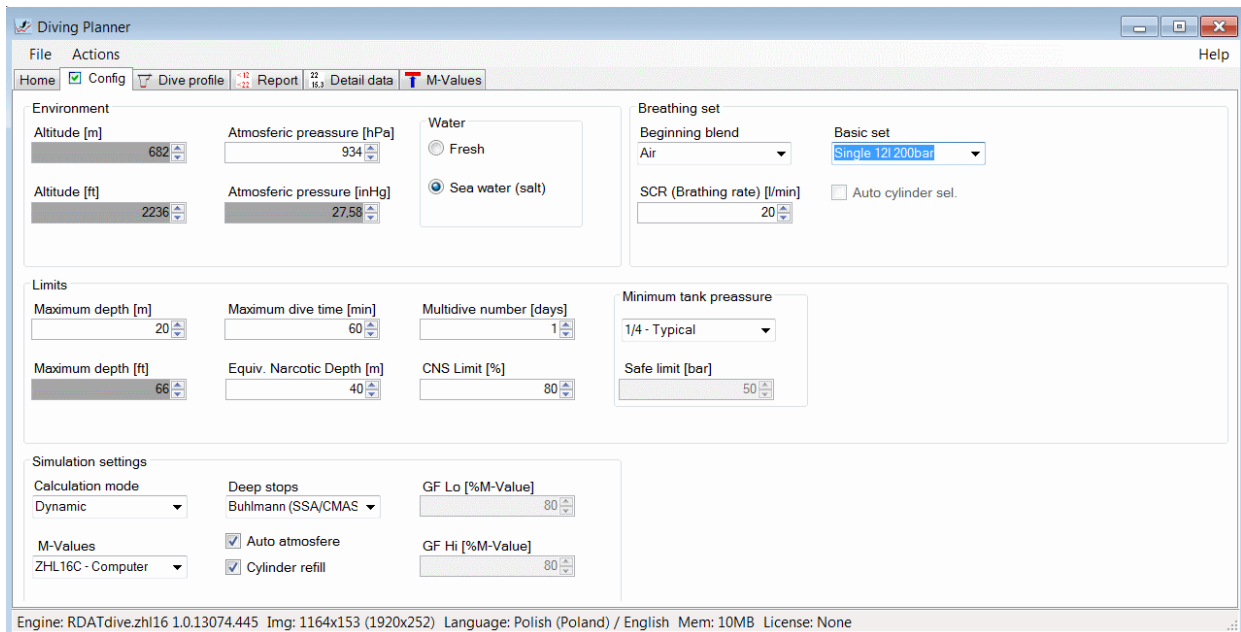 Diving Planner
File Actions Help
Home Config Dive profile Report Detail data M-Values
Environment
Altitude [m]
682
Atmosferic preassure [hPa]
934
Water
Fresh
Sea water (salt)
Altitude [ft]
2236
Atmosferic pressure [inHg]
27,58
Breathing set
Beginning blend
Air
Basic set
Single 12l 200bar
SCR (Brathing rate) [l/min]
20
Auto cylinder sel.
Limits
Maximum depth [m]
20
Maximum dive time [min]
60
Multidive number [days]
1
Minimum tank preassure
1/4 - Typical
Maximum depth [ft]
66
Equiv. Narcotic Depth [m]
40
CNS Limit [%]
80
Safe limit [bar]
50
Simulation settings
Calculation mode
Dynamic
Deep stops
Buhlmann (SSA/CMAS
GF Lo [%M-Value]
80
M-Values
ZHL16C - Computer
Auto atmosfere
Cylinder refill
GF Hi [%M-Value]
80
Engine: RDATdive.zhl16 1.0.13074.445 Img: 1164x153 (1920x252) Language: Polish (Poland) / English Mem: 10MB License: None